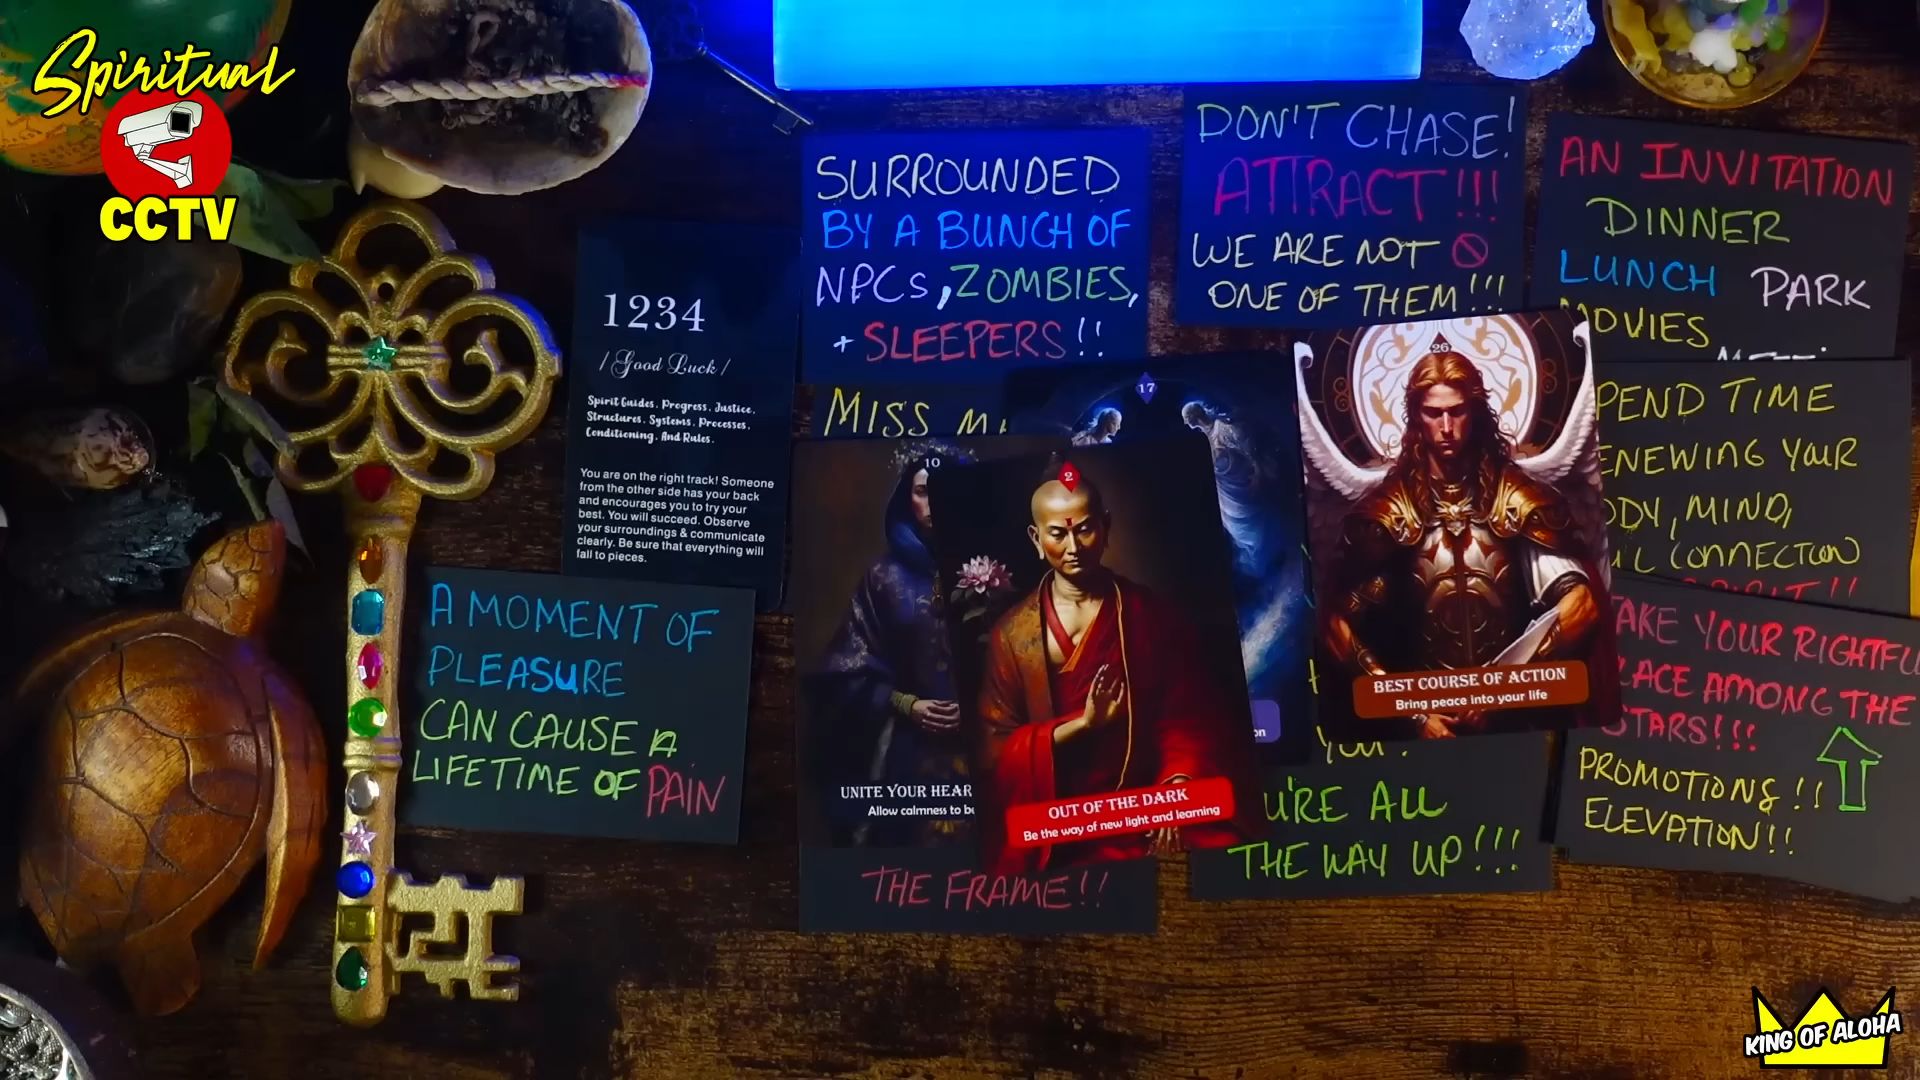 Spiritual
CCTV
1234
/Good Luck/
Spirit Guides, Progress, Justice,
Structures, Systems, Processes,
Conditioning, And Rules.
You are on the right track! Someone
from the other side has your back
and encourages you to try your
best. You will succeed. Observe
your surroundings & communicate
clearly. Be sure that everything will
fall to pieces.
A MOMENT OF
PLEASURE
CAN CAUSE A
LIFETIME OF PAIN
SURROUNDED
BY A BUNCH OF
NPCs, ZOMBIES,
+ SLEEPERS!!
MISS
10
UNITE YOUR HEAR
Allow calmness to be
THE FRAME!!
2
OUT OF THE DARK
Be the way of new light and learning
17
on
DON'T CHASE!
ATTRACT!!!
WE ARE NOT
ONE OF THEM!!!
26
BEST COURSE OF ACTION
Bring peace into your life
U'RE ALL
THE WAY UP!!!
AN INVITATION
DINNER
LUNCH PARK
MOVIES
PEND TIME
ENEWING YOUR
ODY, MIND,
CONNECTION
TAKE YOUR RIGHTFU
LACE AMONG THE
STARS!!!
PROMOTIONS!!
ELEVATION!!
KING OF ALOHA